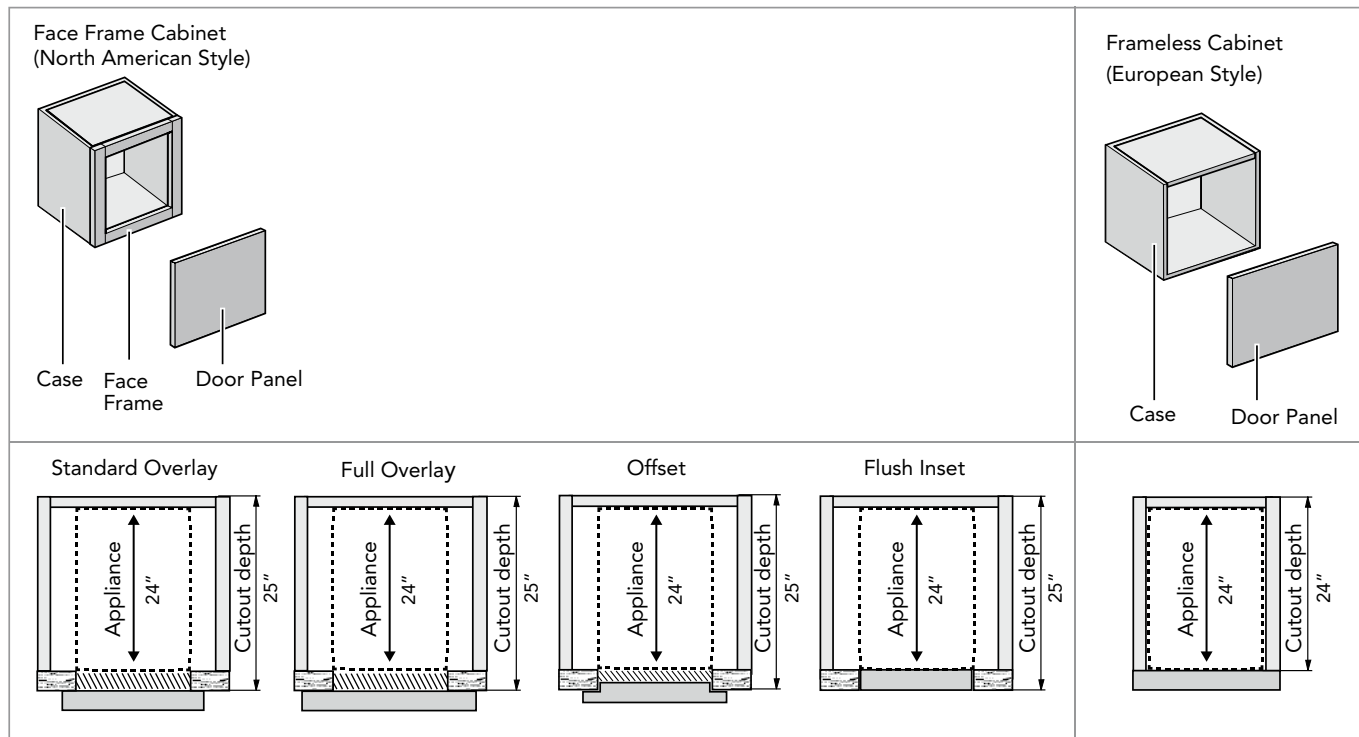 Face Frame Cabinet
(North American Style)
Case
Face
Frame
Door Panel
Frameless Cabinet
(European Style)
Case
Door Panel
Standard Overlay
Appliance
24″
Cutout depth
25″
Full Overlay
Appliance
24″
Cutout depth
25″
Offset
Appliance
24″
Cutout depth
25″
Flush Inset
Appliance
24″
Cutout depth
25″
Appliance
24″
Cutout depth
24″